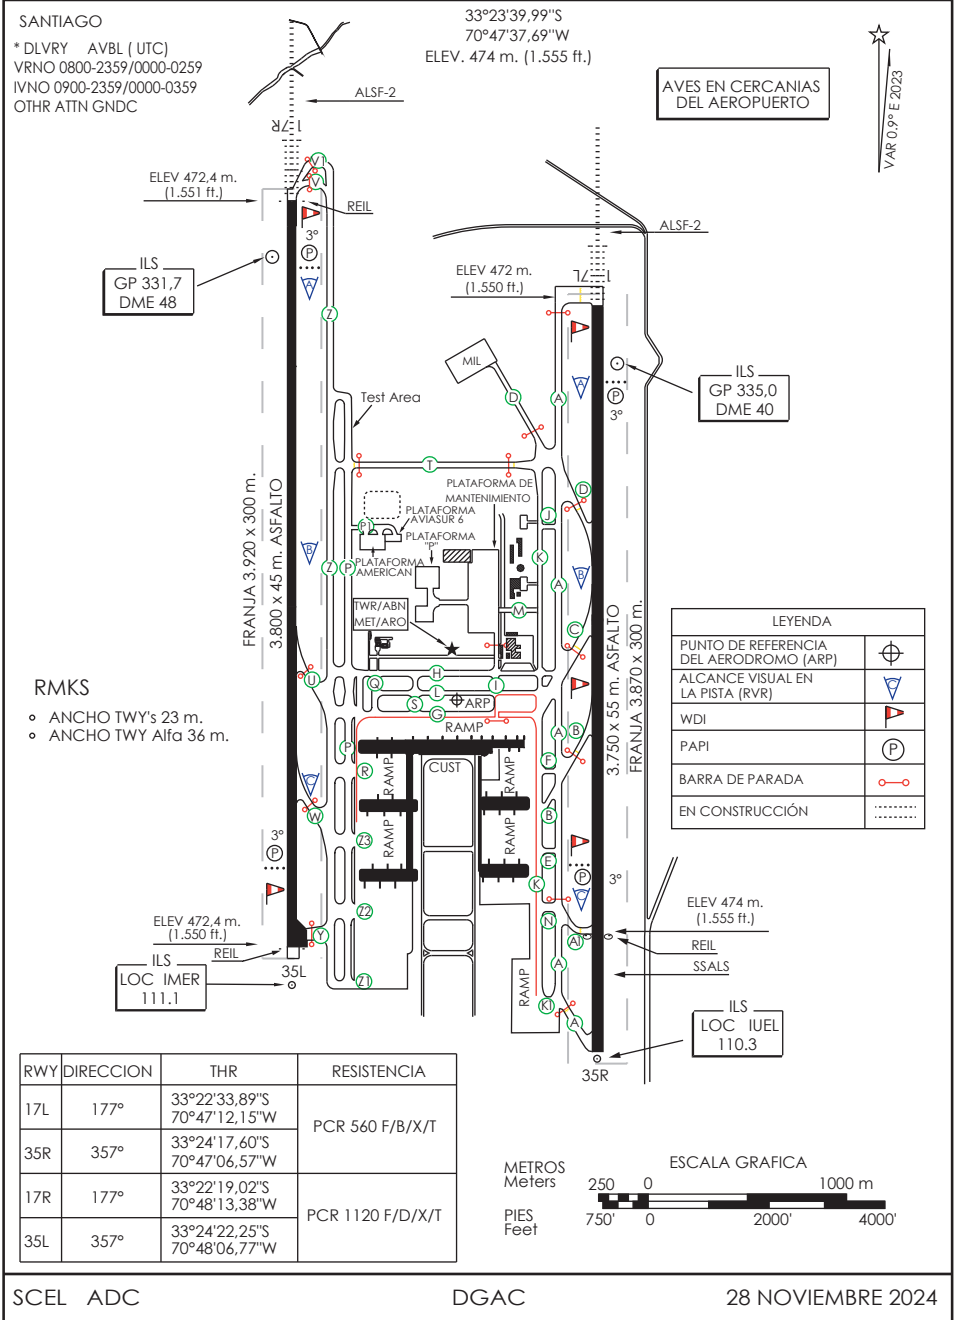 SANTIAGO
* DLVRY AVBL ( UTC)
VRNO 0800-2359/0000-0259
IVNO 0900-2359/0000-0359
OTHR ATTN GNDC
33°23'39,99"S
70°47'37,69"W
ELEV. 474 m. (1.555 ft.)
AVES EN CERCANIAS
DEL AEROPUERTO
VAR 0.9° E 2023
ALSF-2
17R
V1
V
ELEV 472,4 m.
(1.551 ft.)
REIL
3°
P
A
ILS
GP 331,7
DME 48
Z
ALSF-2
17L
ELEV 472 m.
(1.550 ft.)
ILS
GP 335,0
DME 40
A
P
3°
MIL
D
A
Test Area
T
D
PLATAFORMA DE
MANTENIMIENTO
J
PLATAFORMA
AVIASUR 6
P1
PLATAFORMA
"P"
PLATAFORMA
AMERICAN
K
B
Z
P
A
B
M
C
TWR/ABN
MET/ARO
FRANJA 3.920 x 300 m.
3.800 x 45 m. ASFALTO
3.750 x 55 m. ASFALTO
FRANJA 3.870 x 300 m.
LEYENDA
PUNTO DE REFERENCIA
DEL AERODROMO (ARP)
ALCANCE VISUAL EN
LA PISTA (RVR)
C
WDI
PAPI
P
BARRA DE PARADA
EN CONSTRUCCIÓN
RMKS
ANCHO TWY's 23 m.
ANCHO TWY Alfa 36 m.
U
H
Q
I
L
S
ARP
G
RAMP
P
A
B
F
R
RAMP
CUST
RAMP
C
W
B
Z3
RAMP
RAMP
3°
P
E
P
3°
K
C
Z2
N
Y
A1
A
ELEV 472,4 m.
(1.550 ft.)
REIL
35L
ILS
LOC IMER
111.1
Z1
RAMP
K1
A
ELEV 474 m.
(1.555 ft.)
REIL
SSALS
ILS
LOC IUEL
110.3
35R
RWY DIRECCION THR RESISTENCIA
17L 177° 33°22'33,89"S 70°47'12,15"W PCR 560 F/B/X/T
35R 357° 33°24'17,60"S 70°47'06,57"W
17R 177° 33°22'19,02"S 70°48'13,38"W PCR 1120 F/D/X/T
35L 357° 33°24'22,25"S 70°48'06,77"W
ESCALA GRAFICA
METROS
Meters
250 0 1000 m
PIES
Feet
750' 0 2000' 4000'
SCEL ADC DGAC 28 NOVIEMBRE 2024